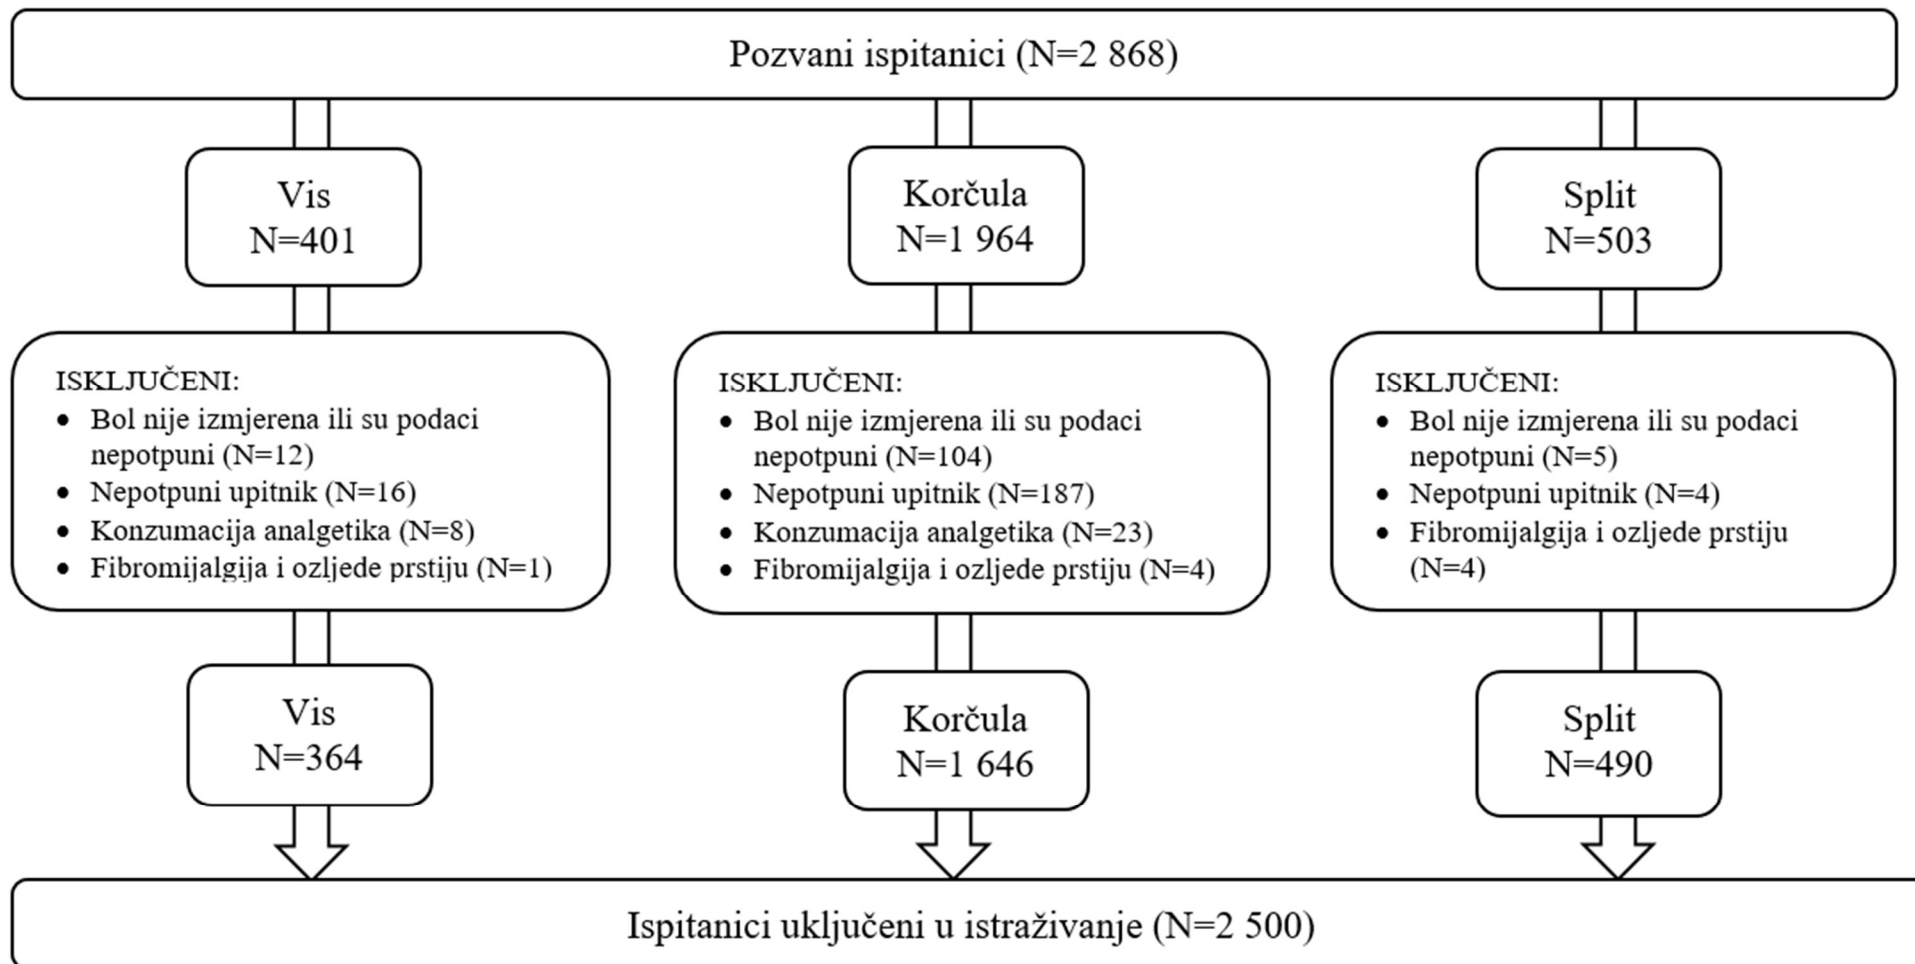 Pozvani ispitanici (N=2 868)
Vis
N=401
Korčula
N=1 964
Split
N=503
ISKLJUČENI:
• Bol nije izmjerena ili su podaci
nepotpuni (N=12)
• Nepotpuni upitnik (N=16)
• Konzumacija analgetika (N=8)
• Fibromijalgija i ozljede prstiju (N=1)
ISKLJUČENI:
• Bol nije izmjerena ili su podaci
nepotpuni (N=104)
• Nepotpuni upitnik (N=187)
• Konzumacija analgetika (N=23)
• Fibromijalgija i ozljede prstiju (N=4)
ISKLJUČENI:
• Bol nije izmjerena ili su podaci
nepotpuni (N=5)
• Nepotpuni upitnik (N=4)
• Fibromijalgija i ozljede prstiju
(N=4)
Vis
N=364
Korčula
N=1 646
Split
N=490
Ispitanici uključeni u istraživanje (N=2 500)